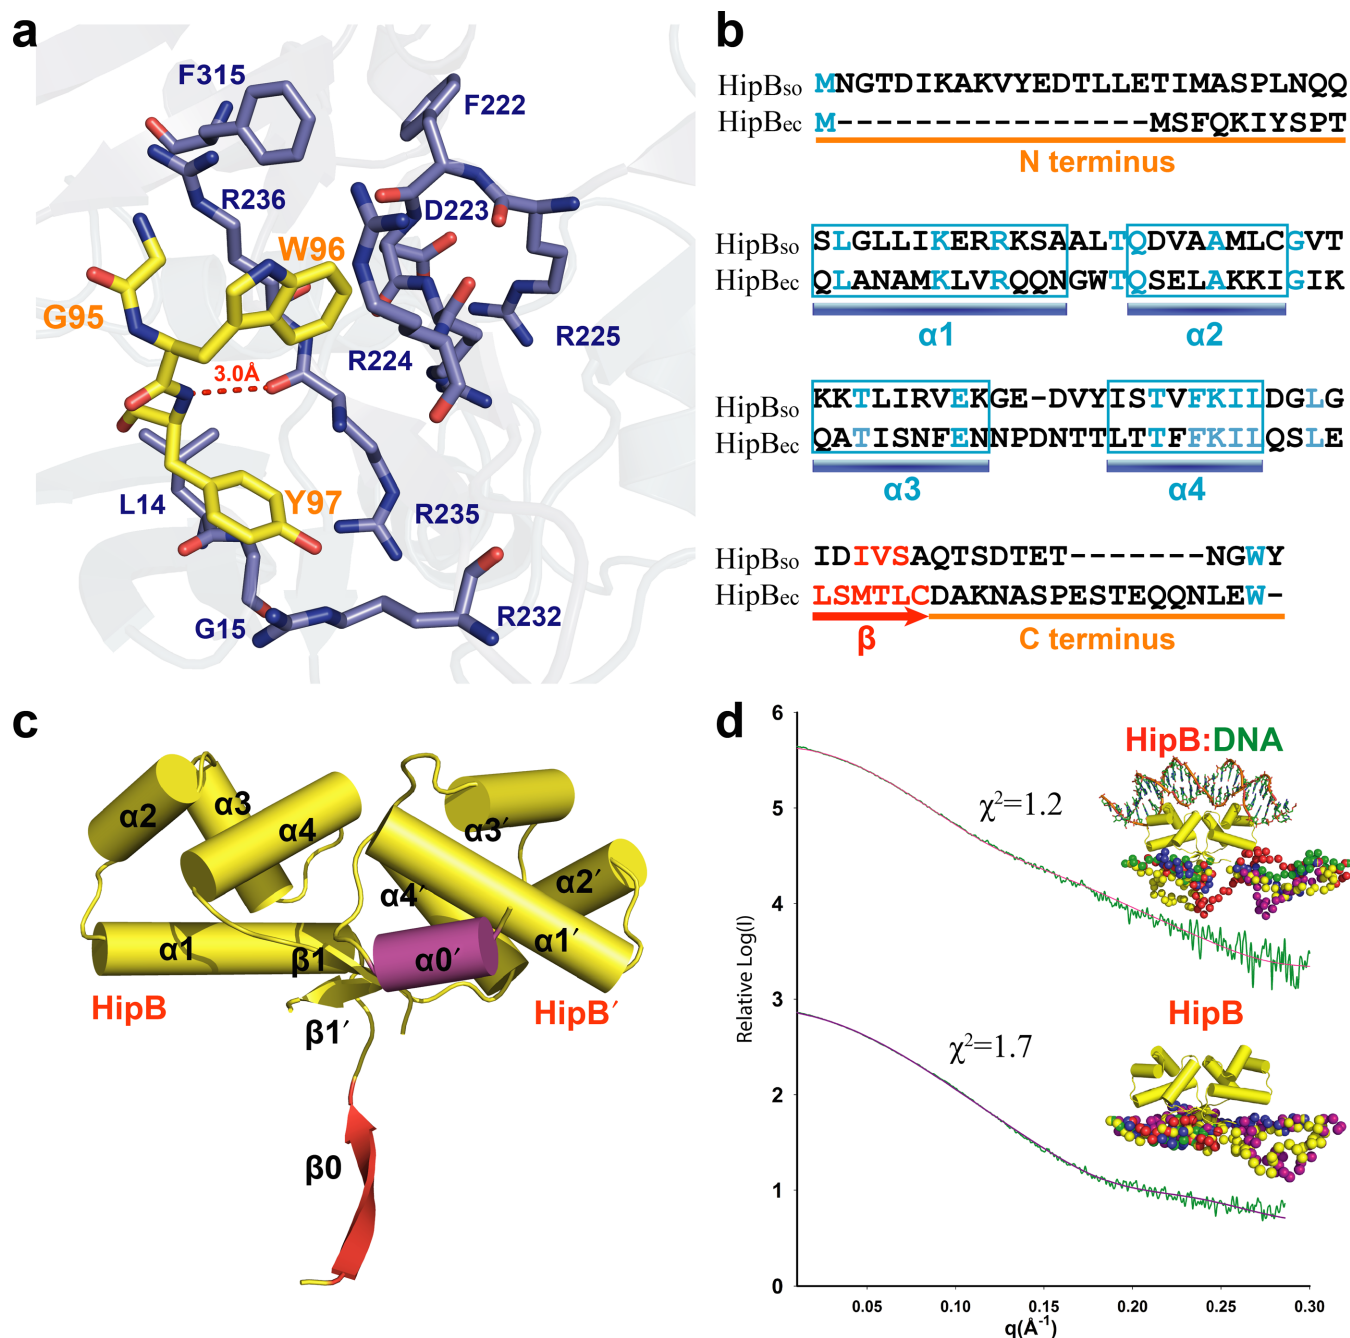 a
F315
F222
R236
D223
W96
G95
R225
R224
3.0Å
L14
Y97
R235
G15
R232
b
HipBso MNGTDIKAKVYEDTLLETIMASPLNQQ
HipBec M----------------MSFQKIYSPT
N terminus
HipBso SLGLLIKERRKSAALTQDVAAMLCGVT
HipBec QLANAMKLVRQQNGWTQSELAKKIGIK
α1 α2
HipBso KKTLIRVEKGE-DVYISTVFKILDGLG
HipBec QATISNFENNPDNTTLTTFFKILQSLE
α3 α4
HipBso IDIVSAQTSDTET-------NGWY
HipBec LSMTLCDAKNASPESTEQQNLEW-
β C terminus
c
α2
α3
α4
α3′
α4′
α2′
α1
β1
α0′
α1′
HipB
HipB′
β1′
β0
d
6
HipB:DNA
χ²=1.2
5
4
3
HipB
χ²=1.7
2
1
0
Relative Log(I)
0.05 0.10 0.15 0.20 0.25 0.30
q(Å⁻¹)